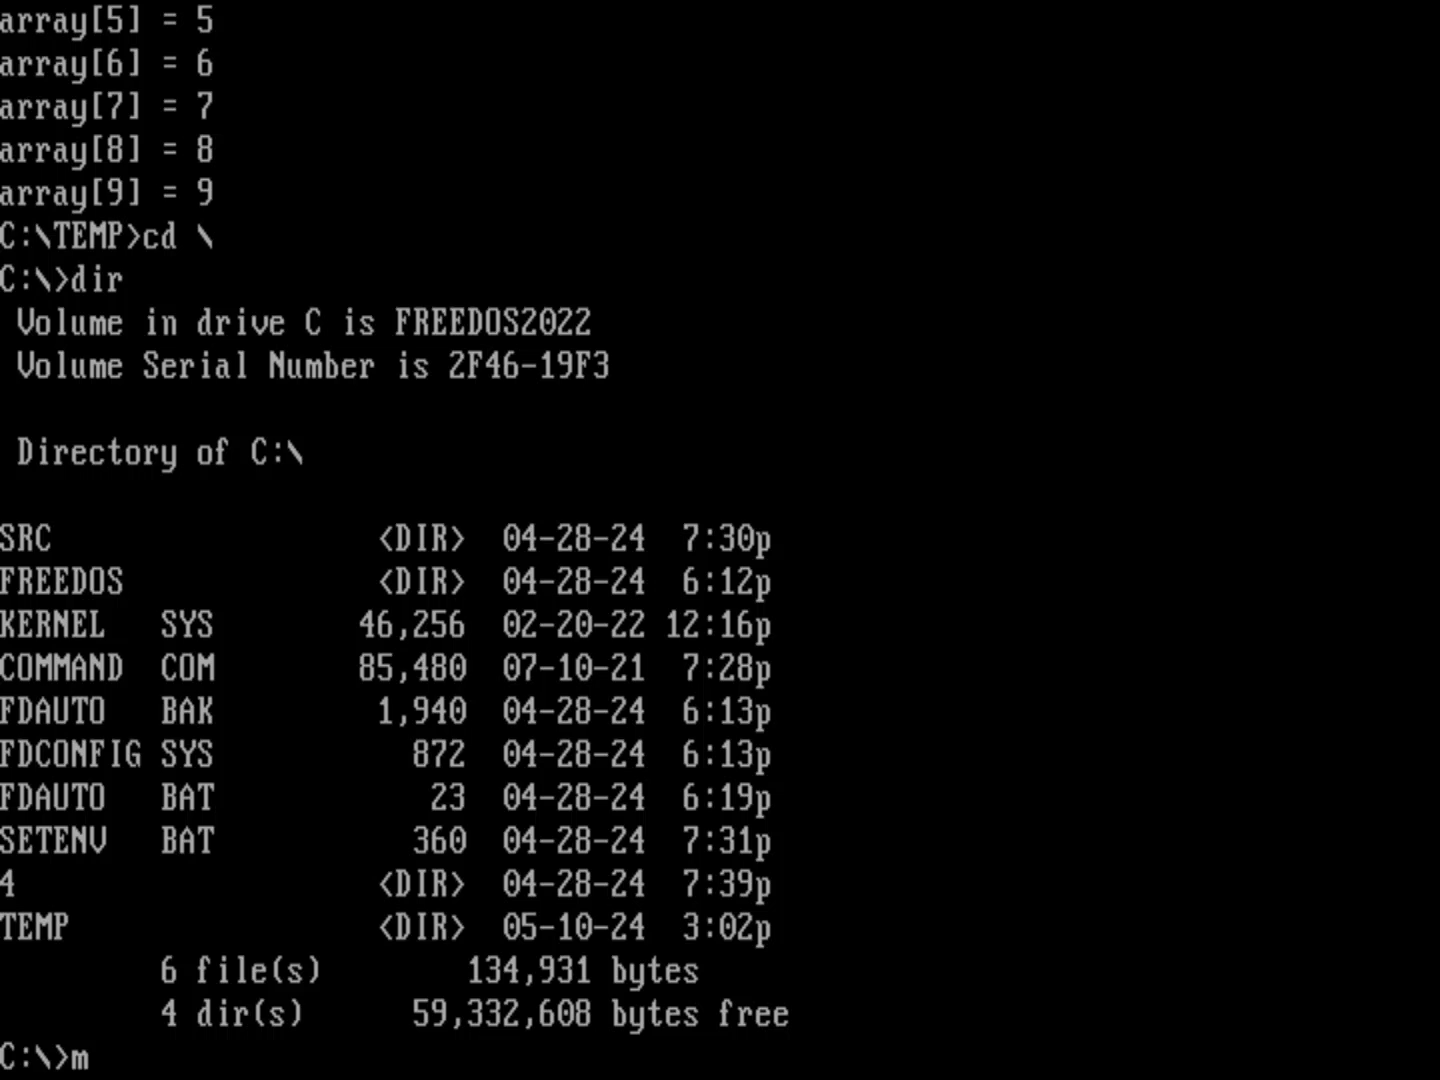 array[5] = 5
array[6] = 6
array[7] = 7
array[8] = 8
array[9] = 9
C:\TEMP>cd \
C:\>dir
Volume in drive C is FREEDOS2022
Volume Serial Number is 2F46-19F3
Directory of C:\
SRC <DIR> 04-28-24 7:30p
FREEDOS <DIR> 04-28-24 6:12p
KERNEL SYS 46,256 02-20-22 12:16p
COMMAND COM 85,480 07-10-21 7:28p
FDAUTO BAK 1,940 04-28-24 6:13p
FDCONFIG SYS 872 04-28-24 6:13p
FDAUTO BAT 23 04-28-24 6:19p
SETENV BAT 360 04-28-24 7:31p
4 <DIR> 04-28-24 7:39p
TEMP <DIR> 05-10-24 3:02p
6 file(s) 134,931 bytes
4 dir(s) 59,332,608 bytes free
C:\>m